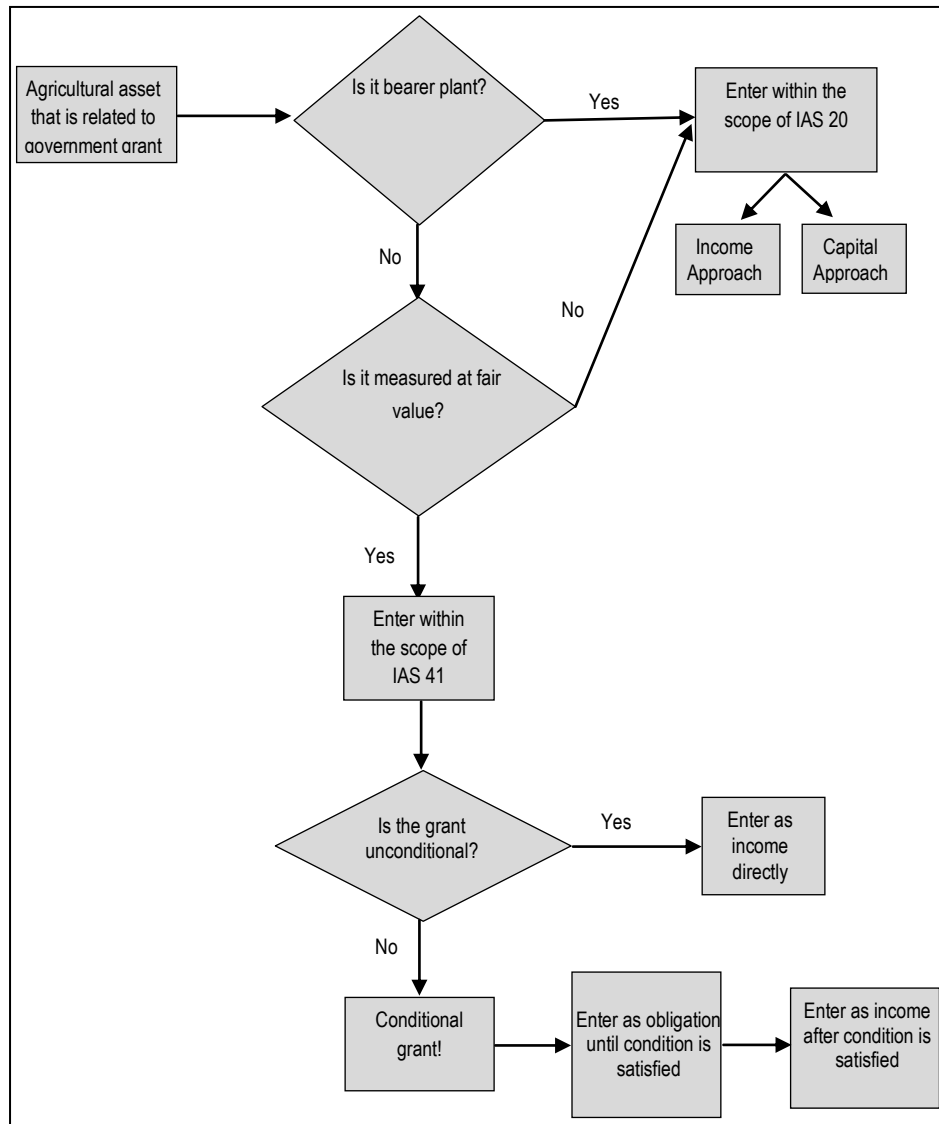 Agricultural asset
that is related to
government grant
Is it bearer plant?
Yes
Enter within the
scope of IAS 20
Income
Approach
Capital
Approach
No
No
Is it measured at fair
value?
Yes
Enter within
the scope of
IAS 41
Is the grant
unconditional?
Yes
Enter as
income
directly
No
Conditional
grant!
Enter as obligation
until condition is
satisfied
Enter as income
after condition is
satisfied